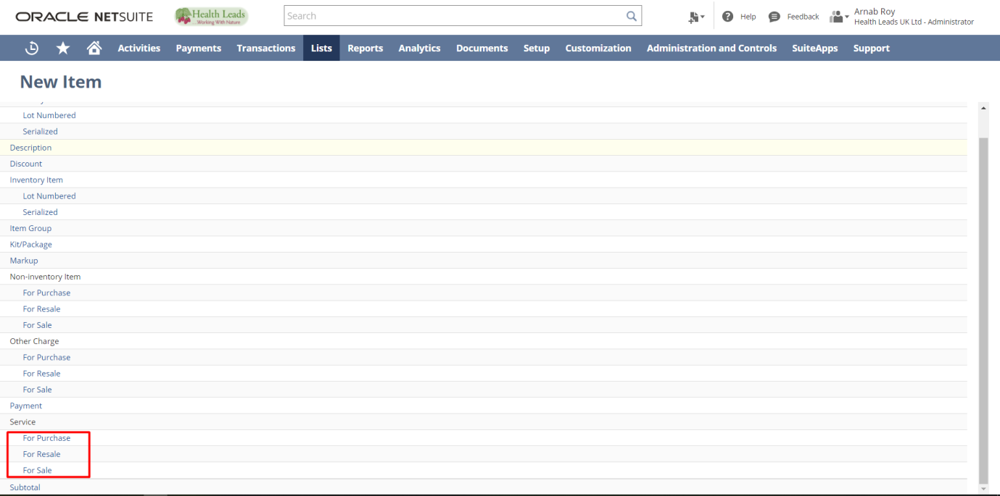 ORACLE NETSUITE
Health Leads
...Working With Nature
Search
Help
Feedback
Arnab Roy
Health Leads UK Ltd - Administrator
Activities Payments Transactions Lists Reports Analytics Documents Setup Customization Administration and Controls SuiteApps Support
New Item
Lot Numbered
Serialized
Description
Discount
Inventory Item
Lot Numbered
Serialized
Item Group
Kit/Package
Markup
Non-inventory Item
For Purchase
For Resale
For Sale
Other Charge
For Purchase
For Resale
For Sale
Payment
Service
For Purchase
For Resale
For Sale
Subtotal